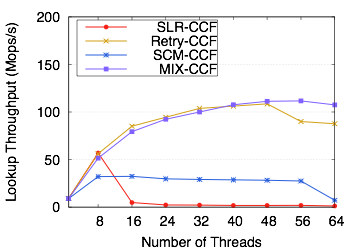 SLR-CCF
Retry-CCF
SCM-CCF
MIX-CCF
Lookup Throughput (Mops/s)
200
150
100
50
0
8 16 24 32 40 48 56 64
Number of Threads